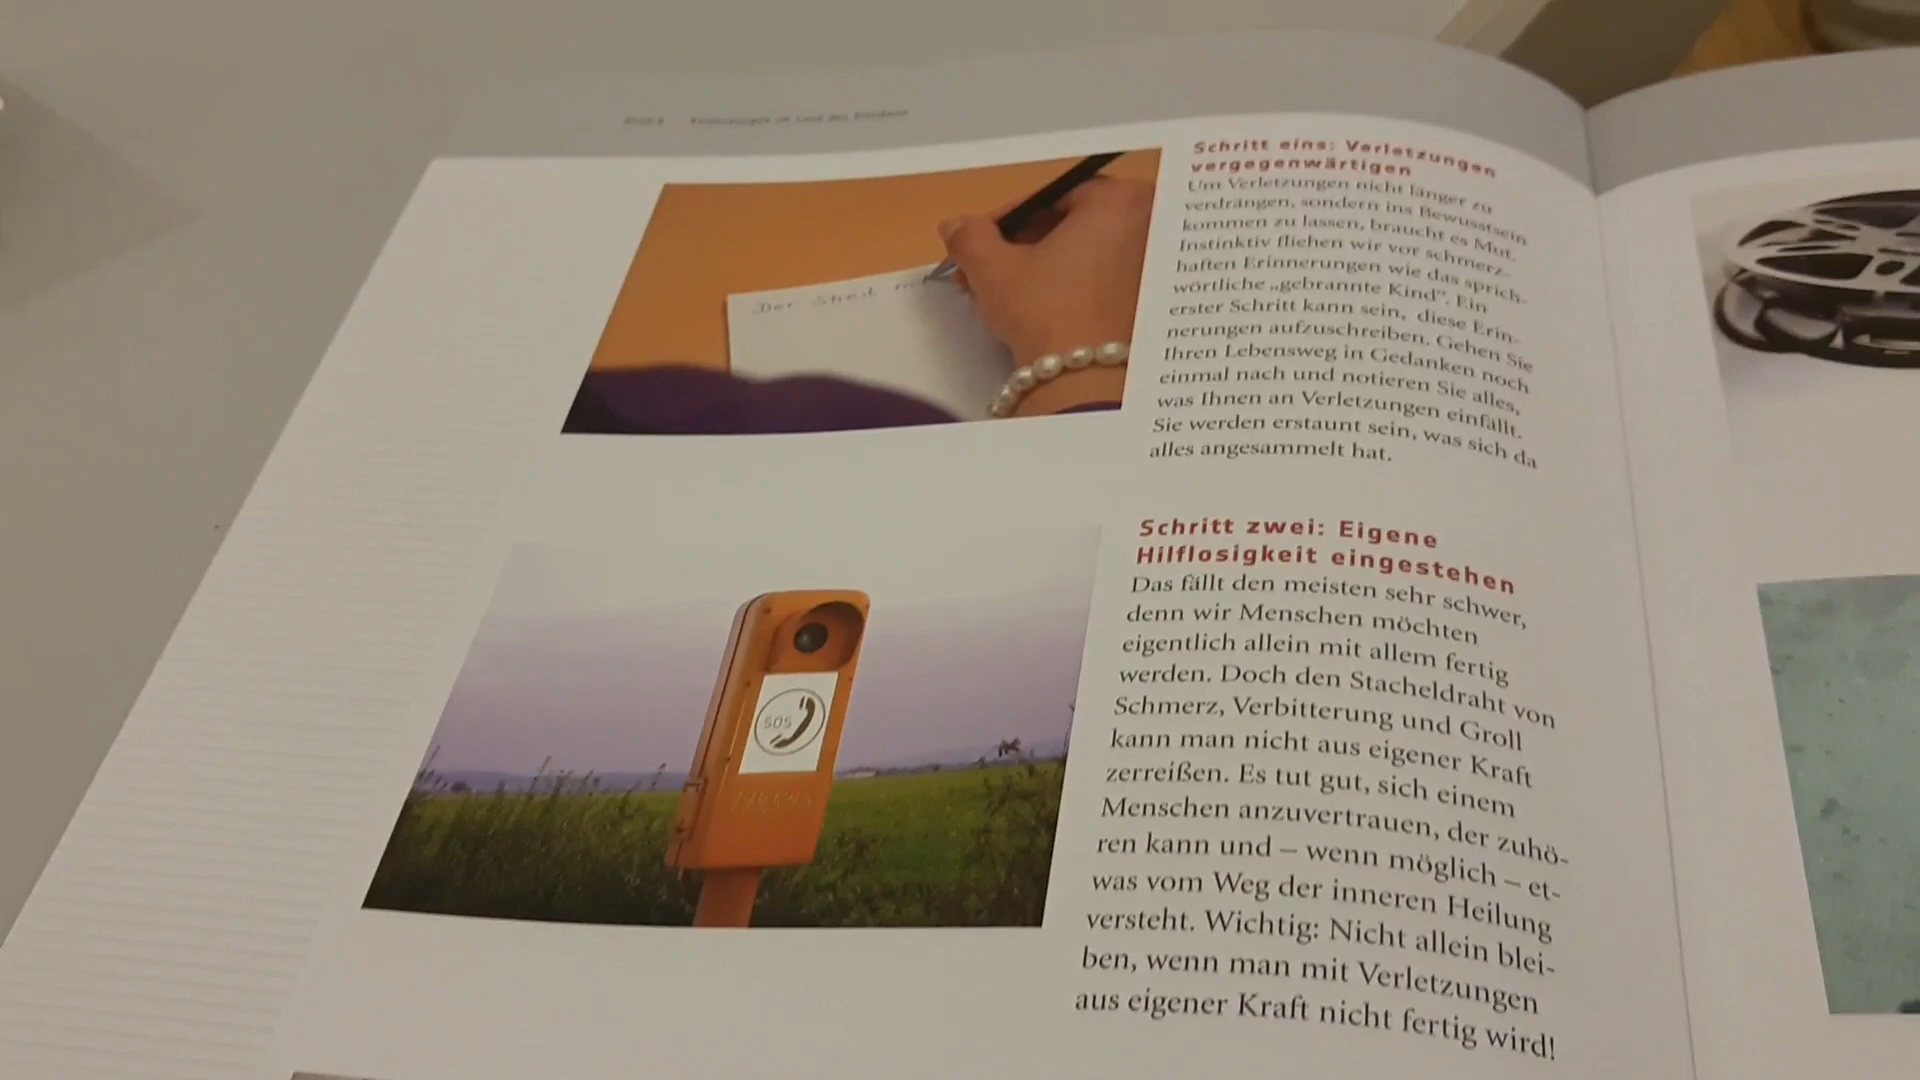 Schritt eins: Verletzungen
vergegenwärtigen
Um Verletzungen nicht länger zu
verdrängen, sondern ins Bewusstsein
kommen zu lassen, braucht es Mut.
Instinktiv fliehen wir vor schmerz-
haften Erinnerungen wie das sprich-
wörtliche „gebrannte Kind“. Ein
erster Schritt kann sein, diese Erin-
nerungen aufzuschreiben. Gehen Sie
Ihren Lebensweg in Gedanken noch
einmal nach und notieren Sie alles,
was Ihnen an Verletzungen einfällt.
Sie werden erstaunt sein, was sich da
alles angesammelt hat.
Der Streit
Schritt zwei: Eigene
Hilflosigkeit eingestehen
Das fällt den meisten sehr schwer,
denn wir Menschen möchten
eigentlich allein mit allem fertig
werden. Doch den Stacheldraht von
Schmerz, Verbitterung und Groll
kann man nicht aus eigener Kraft
zerreißen. Es tut gut, sich einem
Menschen anzuvertrauen, der zuhö-
ren kann und – wenn möglich – et-
was vom Weg der inneren Heilung
versteht. Wichtig: Nicht allein blei-
ben, wenn man mit Verletzungen
aus eigener Kraft nicht fertig wird!
SOS